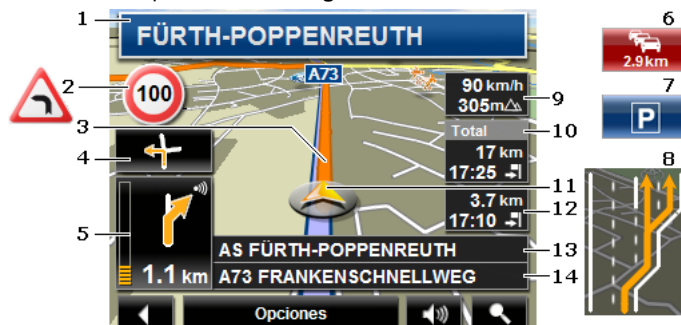 1
FÜRTH-POPPENREUTH
6
2.9km
2
100
A73
90 km/h
305m
9
7
P
3
Total
10
17 km
17:25
8
4
11
3.7 km
17:10
12
5
AS FÜRTH-POPPENREUTH
13
1.1 km
A73 FRANKENSCHNELLWEG
14
Opciones